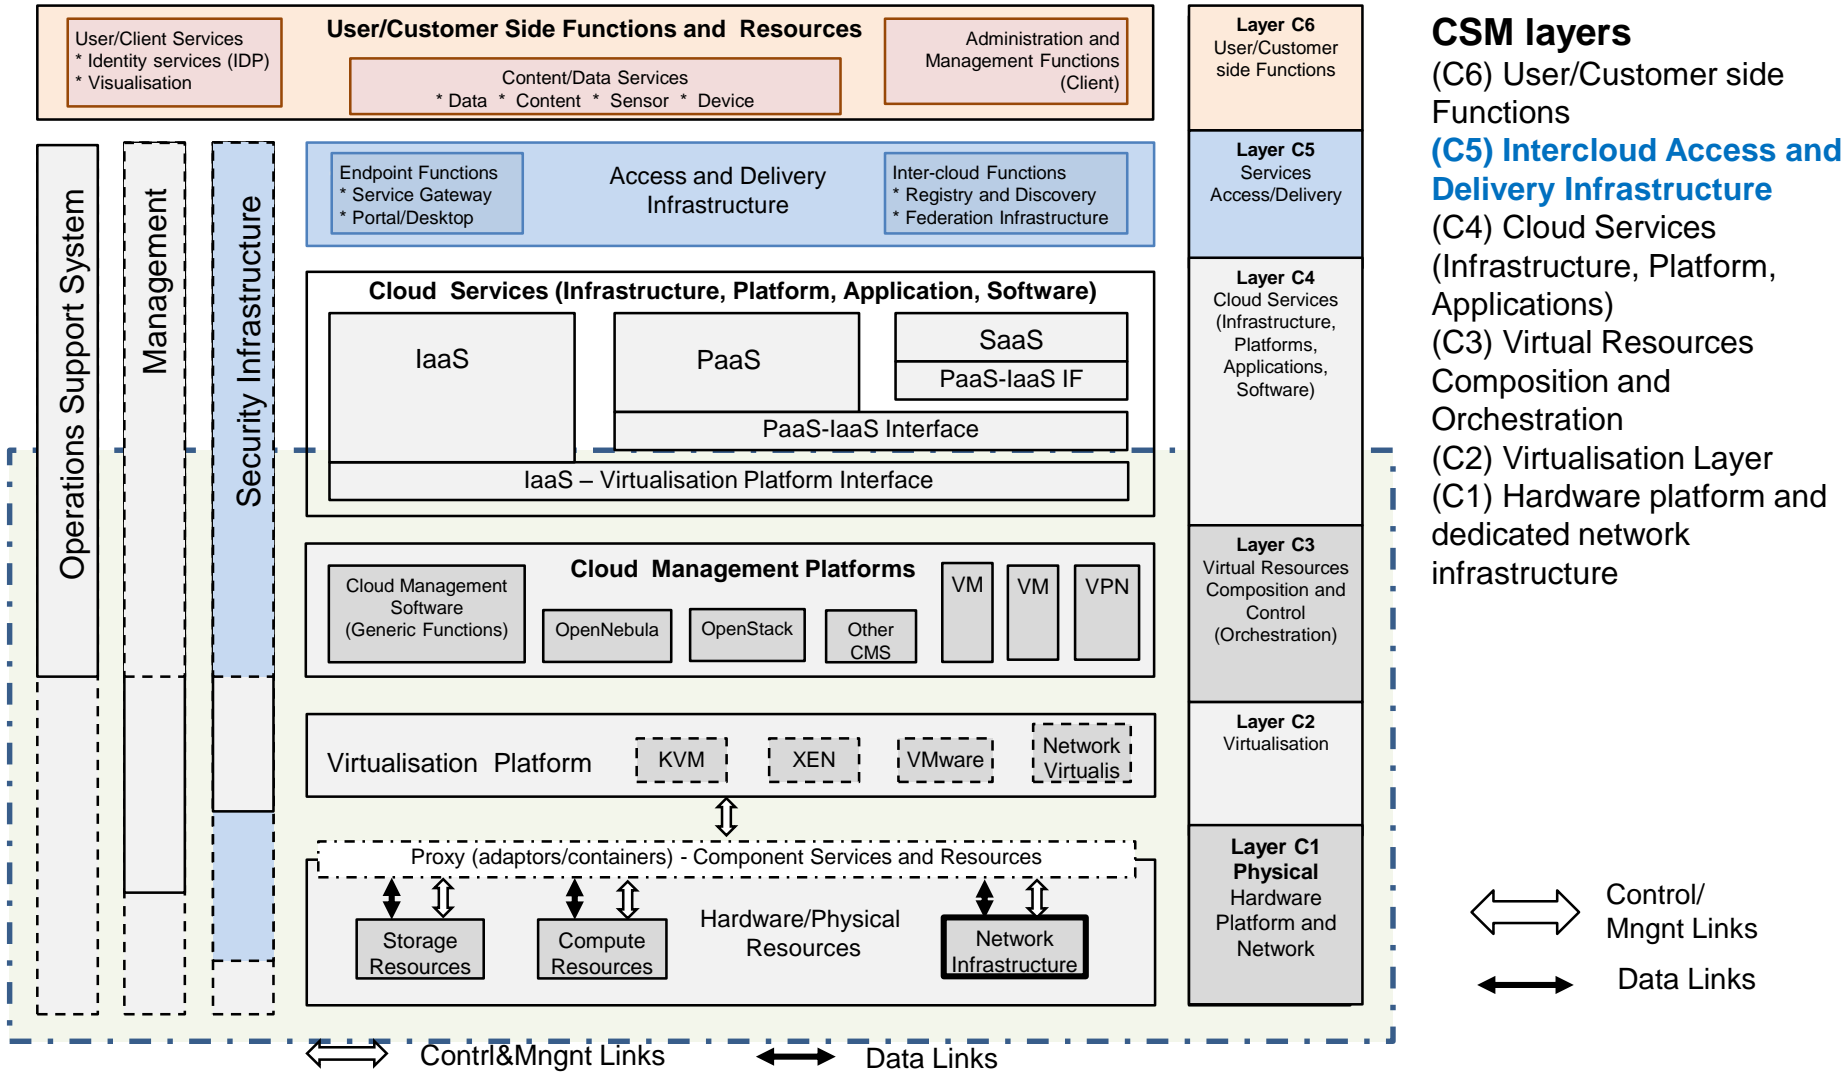 User/Customer Side Functions and Resources
User/Client Services
* Identity services (IDP)
* Visualisation
Content/Data Services
* Data * Content * Sensor * Device
Administration and
Management Functions
(Client)
Layer C6
User/Customer
side Functions
Operations Support System
Management
Security Infrastructure
Endpoint Functions
* Service Gateway
* Portal/Desktop
Access and Delivery
Infrastructure
Inter-cloud Functions
* Registry and Discovery
* Federation Infrastructure
Layer C5
Services
Access/Delivery
Cloud Services (Infrastructure, Platform, Application, Software)
IaaS
PaaS
SaaS
PaaS-IaaS IF
PaaS-IaaS Interface
IaaS – Virtualisation Platform Interface
Layer C4
Cloud Services
(Infrastructure,
Platforms,
Applications,
Software)
Cloud Management Platforms
Cloud Management
Software
(Generic Functions)
OpenNebula
OpenStack
Other
CMS
VM
VM
VPN
Layer C3
Virtual Resources
Composition and
Control
(Orchestration)
Virtualisation Platform
KVM
XEN
VMware
Network
Virtualis
Layer C2
Virtualisation
Proxy (adaptors/containers) - Component Services and Resources
Storage
Resources
Compute
Resources
Hardware/Physical
Resources
Network
Infrastructure
Layer C1
Physical
Hardware
Platform and
Network
Contrl&Mngnt Links
Data Links
CSM layers
(C6) User/Customer side
Functions
(C5) Intercloud Access and
Delivery Infrastructure
(C4) Cloud Services
(Infrastructure, Platform,
Applications)
(C3) Virtual Resources
Composition and
Orchestration
(C2) Virtualisation Layer
(C1) Hardware platform and
dedicated network
infrastructure
Control/
Mngnt Links
Data Links